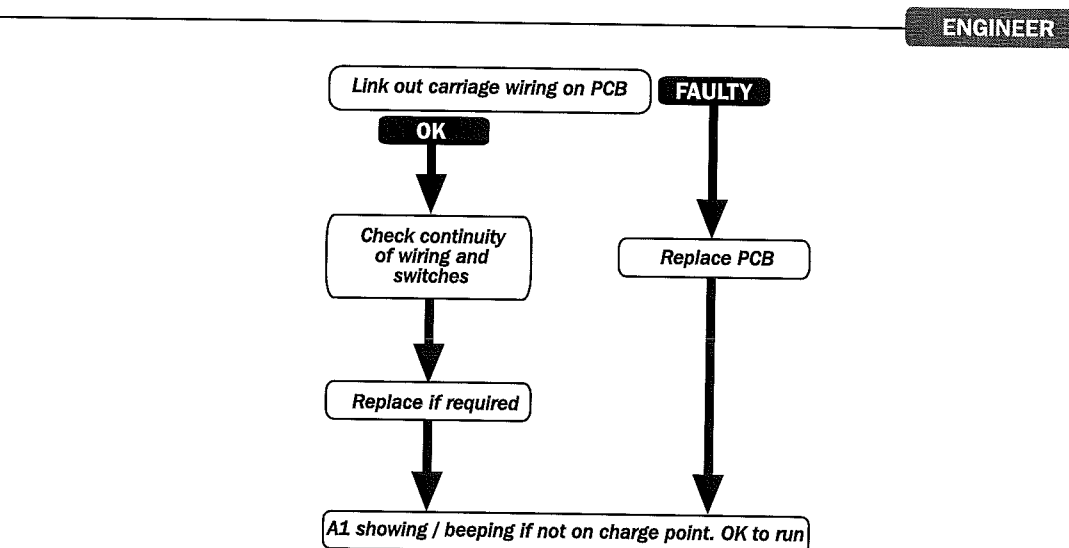 ENGINEER
Link out carriage wiring on PCB
FAULTY
OK
Check continuity
of wiring and
switches
Replace PCB
Replace if required
A1 showing / beeping if not on charge point. OK to run